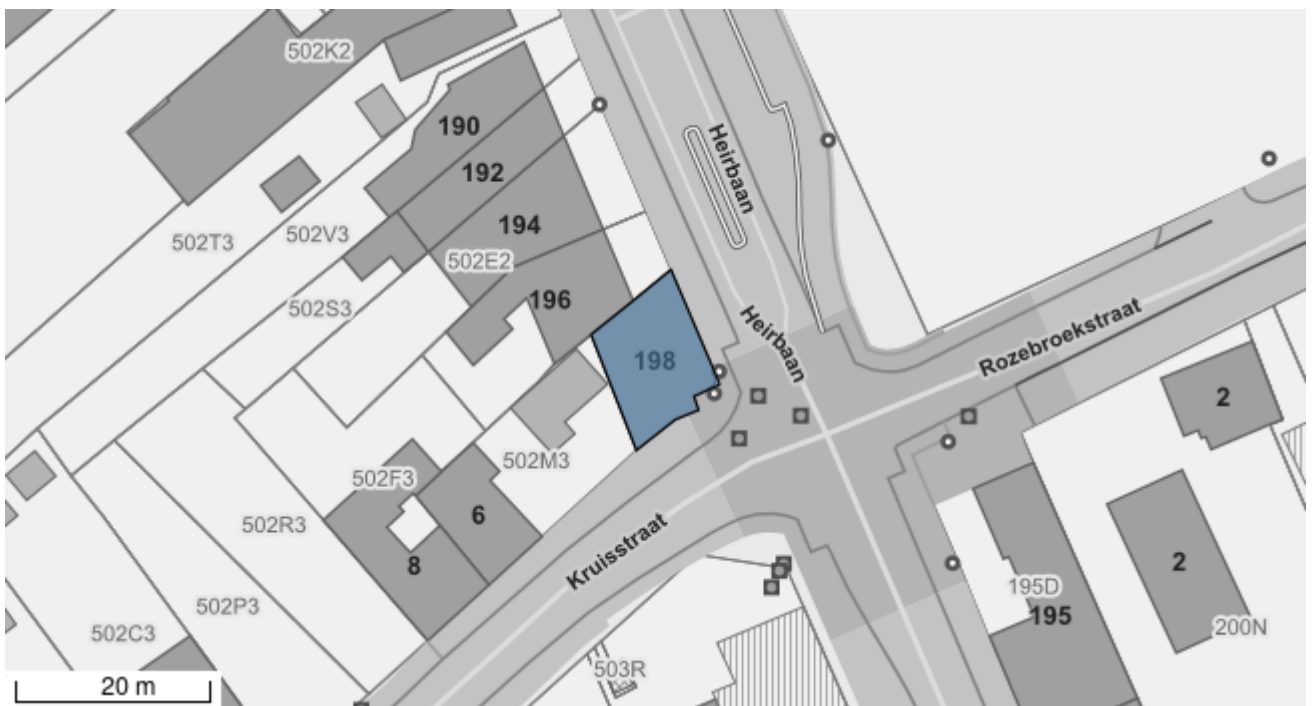 502K2
190
Heirbaan
192
194
502T3
502V3
502E2
502S3
196
Heirbaan
Rozebroekstraat
198
2
502M3
502F3
6
502R3
Kruisstraat
8
2
195D
195
502P3
200N
502C3
503R
20 m